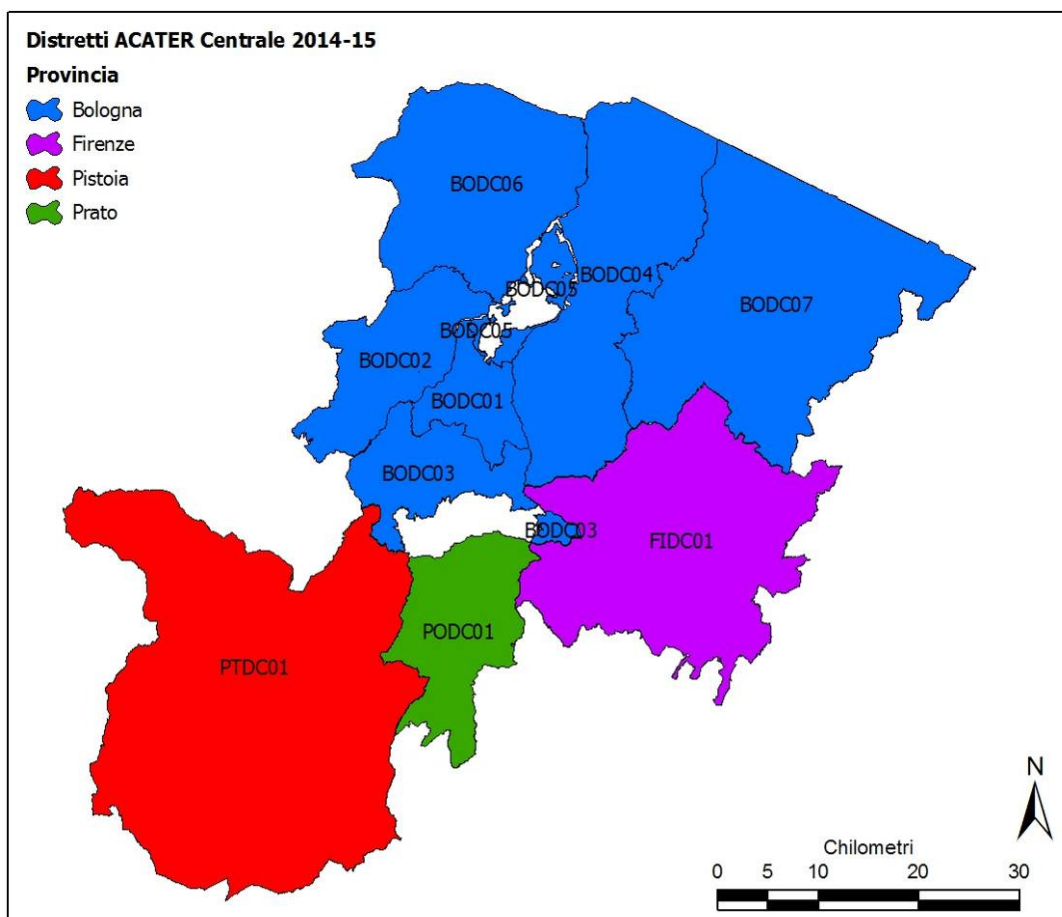 Distretti ACATER Centrale 2014-15
Provincia
Bologna
Firenze
Pistoia
Prato
BODC06
BODC04
BODC05
BODC07
BODC05
BODC02
BODC01
BODC03
BODC03
FIDC01
PODC01
PTDC01
N
Chilometri
0 5 10 20 30